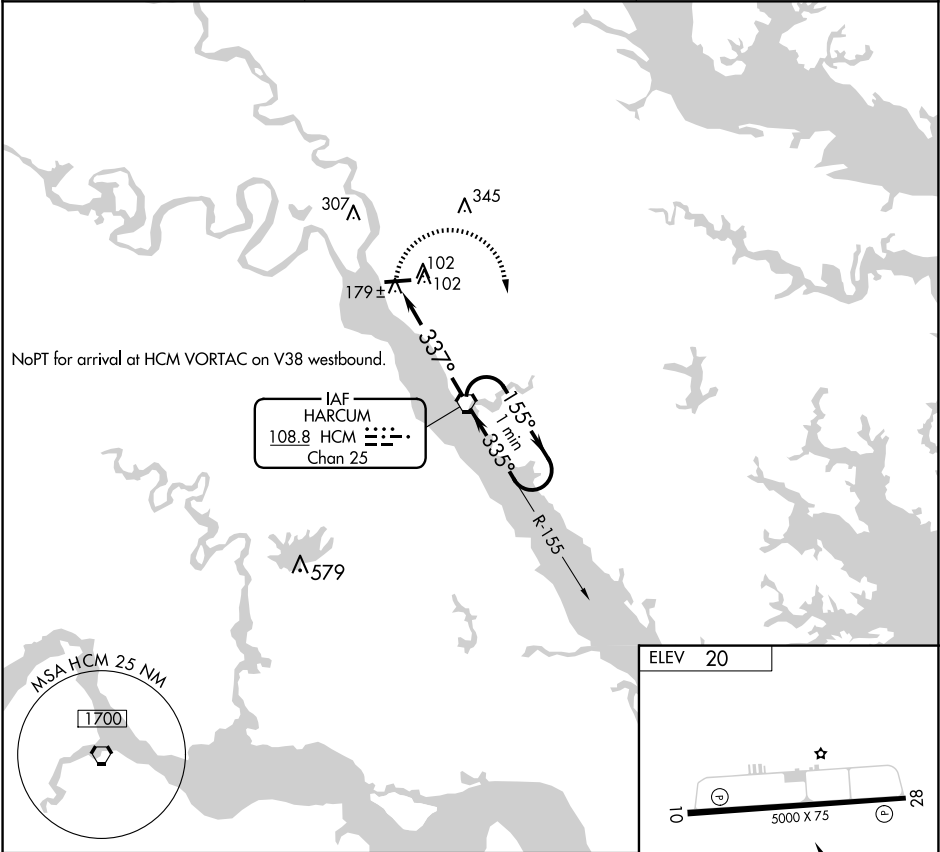 307
345
102
102
179 ±
337°
NoPT for arrival at HCM VORTAC on V38 westbound.
IAF
HARCUM
108.8 HCM
Chan 25
155°
1 min
335°
R-155
579
MSA HCM 25 NM
1700
ELEV 20
P
P
10
28
5000 X 75